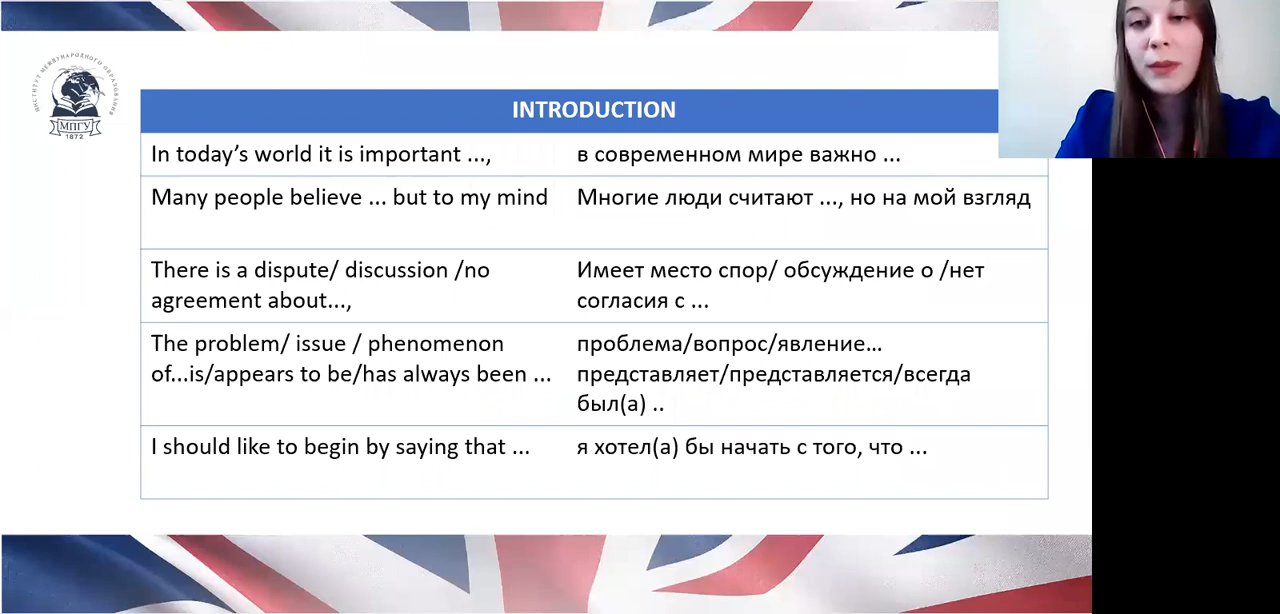 ИНСТИТУТ МЕЖДУНАРОДНОГО ОБРАЗОВАНИЯ
МПГУ
1872
INTRODUCTION
In today’s world it is important ...,
в современном мире важно ...
Many people believe ... but to my mind
Многие люди считают ..., но на мой взгляд
There is a dispute/ discussion /no
agreement about...,
Имеет место спор/ обсуждение о /нет
согласия с ...
The problem/ issue / phenomenon
of...is/appears to be/has always been ...
проблема/вопрос/явление...
представляет/представляется/всегда
был(а) ..
I should like to begin by saying that ...
я хотел(а) бы начать с того, что ...